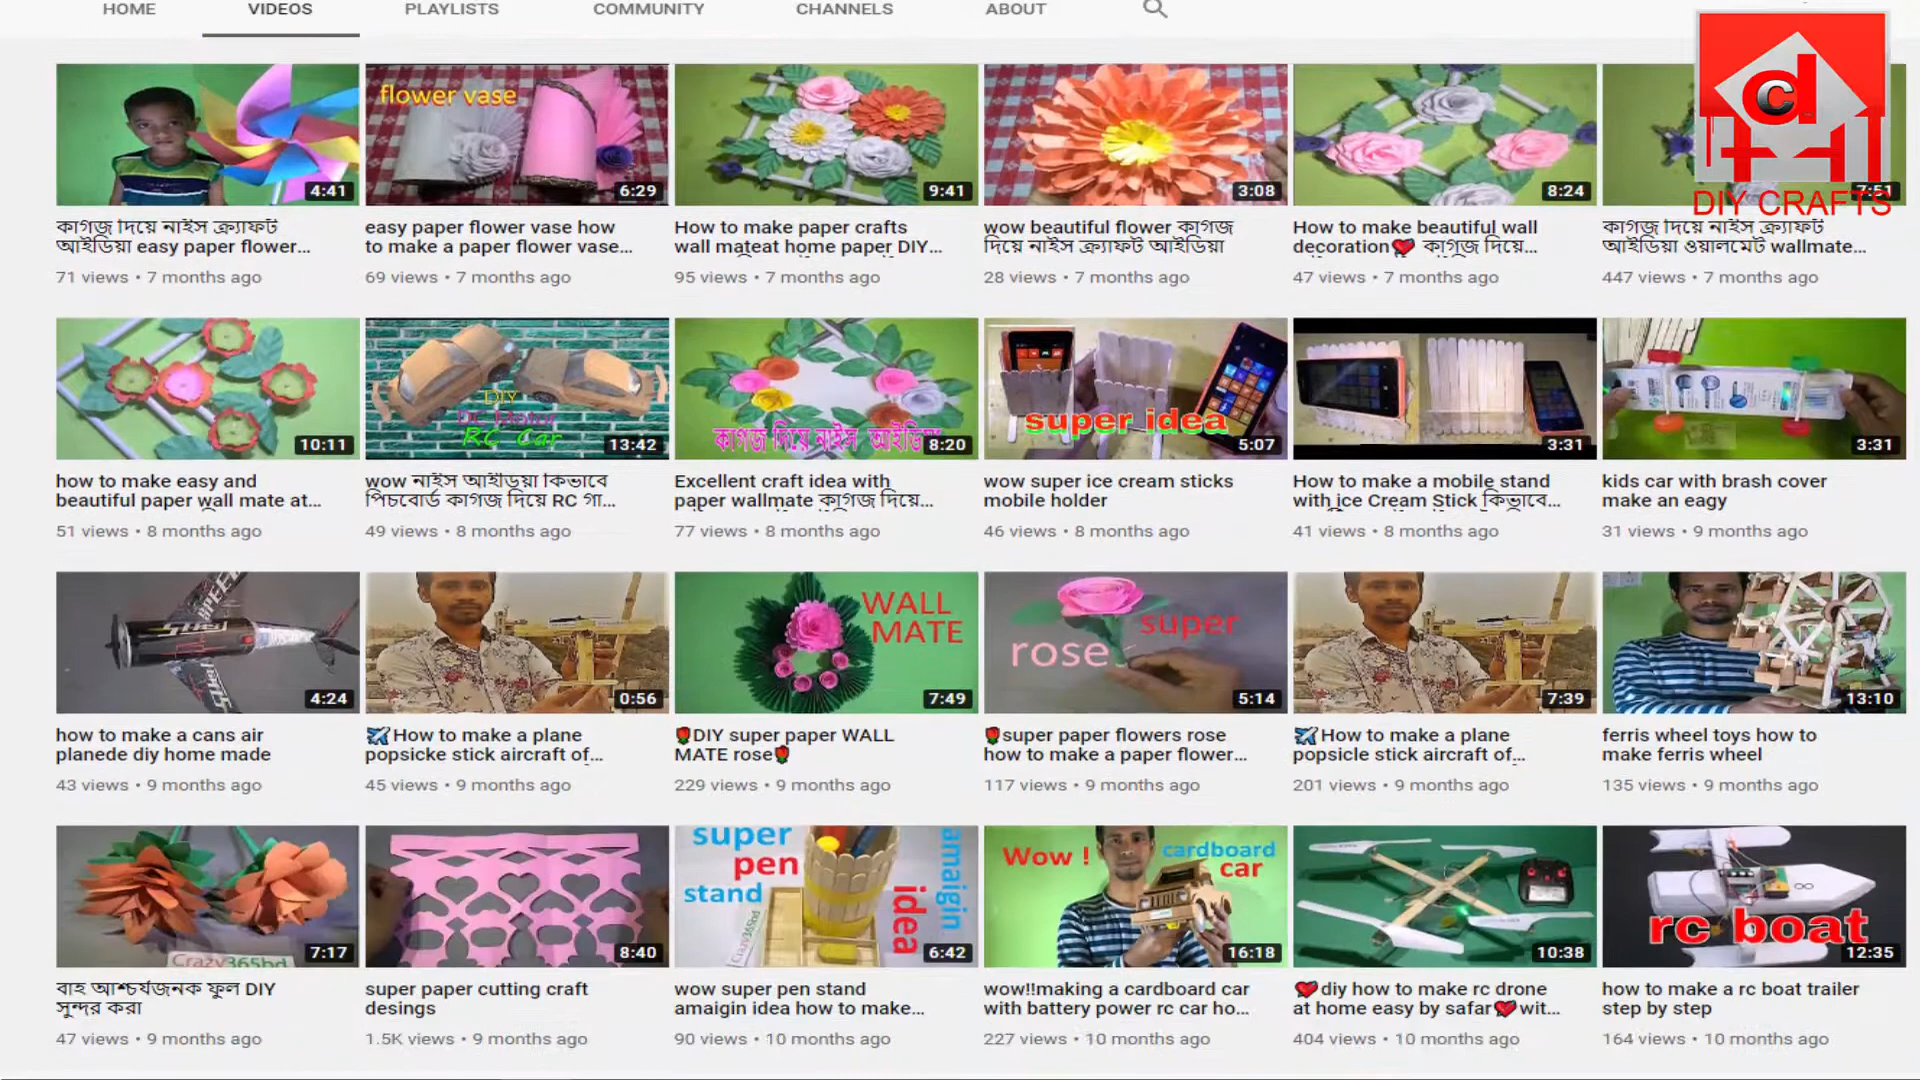 HOME VIDEOS PLAYLISTS COMMUNITY CHANNELS ABOUT
dc
DIY CRAFTS
flower vase
4:41 6:29 9:41 3:08 8:24 7:51
কাগজ দিয়ে নাইস ক্র্যাফট
আইডিয়া easy paper flower...
71 views • 7 months ago
easy paper flower vase how
to make a paper flower vase...
69 views • 7 months ago
How to make paper crafts
wall mateat home paper DIY...
95 views • 7 months ago
wow beautiful flower কাগজ
দিয়ে নাইস ক্র্যাফট আইডিয়া
28 views • 7 months ago
How to make beautiful wall
decoration❤ কাগজ দিয়ে...
47 views • 7 months ago
কাগজ দিয়ে নাইস ক্র্যাফট
আইডিয়া ওয়ালমেট wallmate...
447 views • 7 months ago
DIY
DC Motor
RC Car
কাগজ দিয়ে নাইস আইডিয়া
super idea
10:11 13:42 8:20 5:07 3:31 3:31
how to make easy and
beautiful paper wall mate at...
51 views • 8 months ago
wow নাইস আইডিয়া কিভাবে
পিচবোর্ড কাগজ দিয়ে RC গা...
49 views • 8 months ago
Excellent craft idea with
paper wallmate কাগজ দিয়ে...
77 views • 8 months ago
wow super ice cream sticks
mobile holder
46 views • 8 months ago
How to make a mobile stand
with ice Cream Stick কিভাবে...
41 views • 8 months ago
kids car with brash cover
make an eagy
31 views • 9 months ago
SPEED
WALL
MATE
super
rose
4:24 0:56 7:49 5:14 7:39 13:10
how to make a cans air
planede diy home made
43 views • 9 months ago
✈How to make a plane
popsicke stick aircraft of...
45 views • 9 months ago
🌹DIY super paper WALL
MATE rose🌹
229 views • 9 months ago
🌹super paper flowers rose
how to make a paper flower...
117 views • 9 months ago
✈How to make a plane
popsicle stick aircraft of...
201 views • 9 months ago
ferris wheel toys how to
make ferris wheel
135 views • 9 months ago
Crazy365bd
super
pen
stand
amaigin
idea
Crazy365bd
Wow !
cardboard
car
rc boat
7:17 8:40 6:42 16:18 10:38 12:35
বাহ আশ্চর্যজনক ফুল DIY
সুন্দর করা
47 views • 9 months ago
super paper cutting craft
desings
1.5K views • 9 months ago
wow super pen stand
amaigin idea how to make...
90 views • 10 months ago
wow!!making a cardboard car
with battery power rc car ho...
227 views • 10 months ago
❤diy how to make rc drone
at home easy by safar❤wit...
404 views • 10 months ago
how to make a rc boat trailer
step by step
164 views • 10 months ago